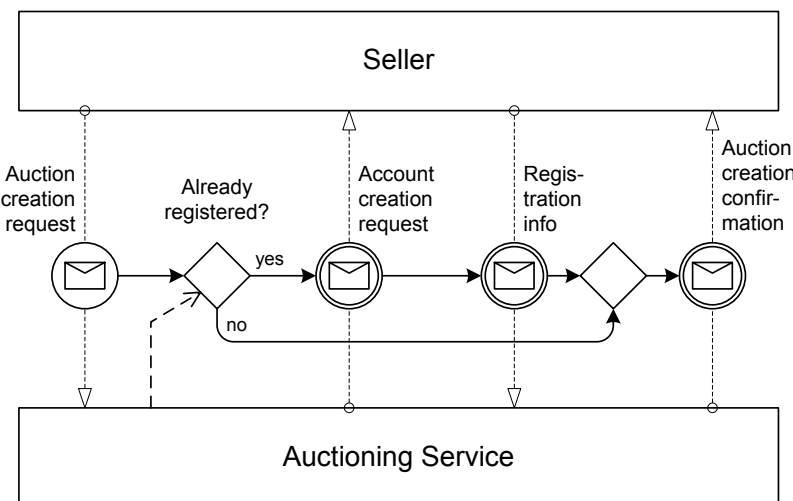 Seller
Auction
creation
request
Already
registered?
Account
creation
request
Regis-
tration
info
Auction
creation
confir-
mation
yes
no
Auctioning Service